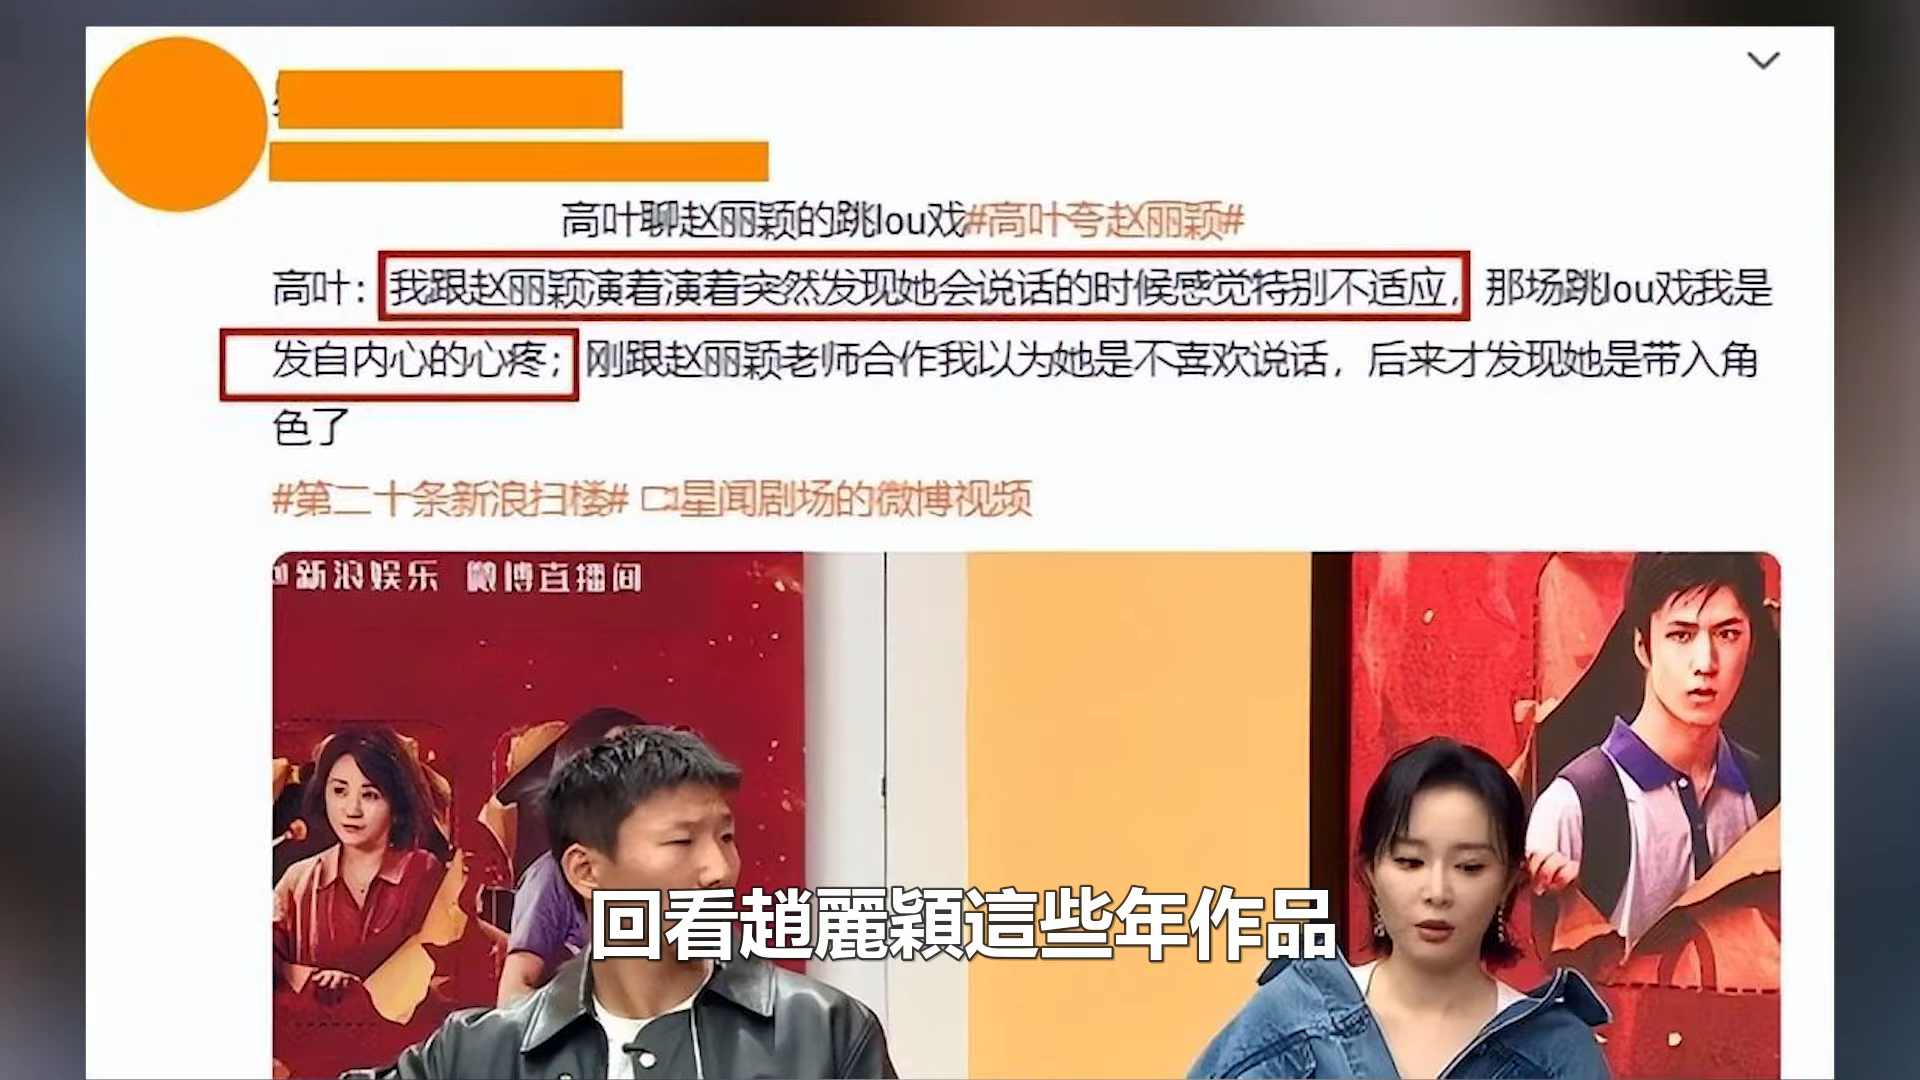 高叶聊赵丽颖的跳lou戏#高叶夸赵丽颖#
高叶：我跟赵丽颖演着演着突然发现她会说话的时候感觉特别不适应，那场跳lou戏我是
发自内心的心疼；刚跟赵丽颖老师合作我以为她是不喜欢说话，后来才发现她是带入角
色了
#第二十条新浪扫楼# 星闻剧场的微博视频
新浪娱乐 微博直播间
回看趙麗穎這些年作品